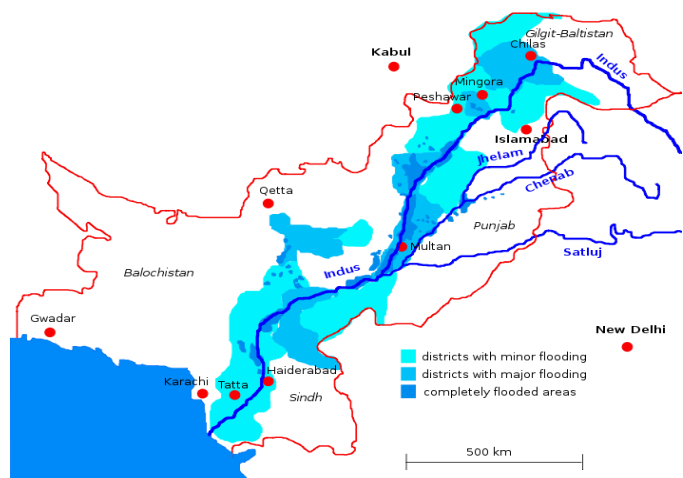 Gilgit-Baltistan
Chilas
Kabul
Indus
Mingora
Peshawar
Islamabad
Jhelam
Chenab
Qetta
Punjab
Multan
Satluj
Balochistan
Indus
Gwadar
New Delhi
districts with minor flooding
districts with major flooding
completely flooded areas
Haiderabad
Karachi
Tatta
Sindh
500 km